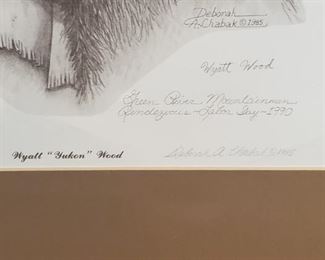 Deborah
A. Chabak © 1985
Wyatt Wood
Green River Mountainman
Rendezvous - Labor Day - 1990
Wyatt "Yukon" Wood
Deborah A. Chabak © 1985